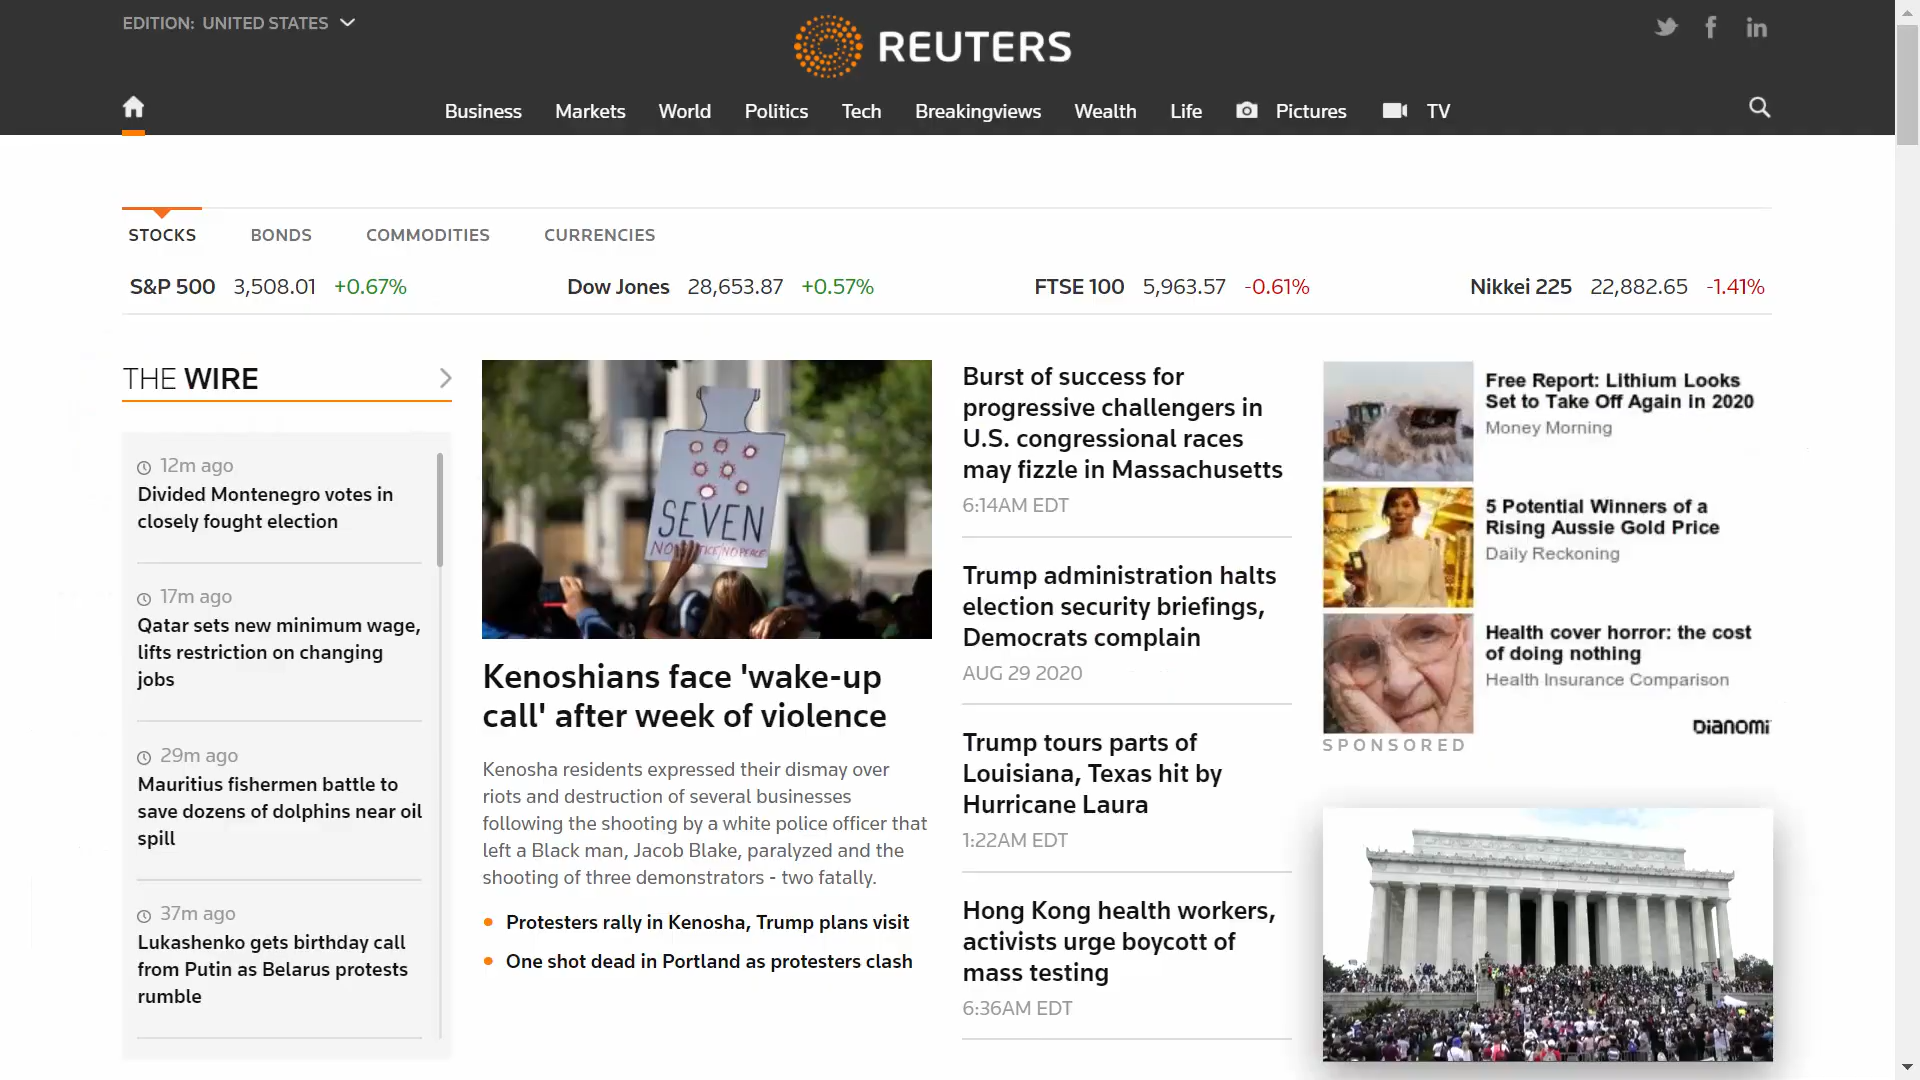 EDITION: UNITED STATES
REUTERS
Business Markets World Politics Tech Breakingviews Wealth Life Pictures TV
STOCKS BONDS COMMODITIES CURRENCIES
S&P 500 3,508.01 +0.67% Dow Jones 28,653.87 +0.57% FTSE 100 5,963.57 -0.61% Nikkei 225 22,882.65 -1.41%
THE WIRE
12m ago
Divided Montenegro votes in
closely fought election
17m ago
Qatar sets new minimum wage,
lifts restriction on changing
jobs
29m ago
Mauritius fishermen battle to
save dozens of dolphins near oil
spill
37m ago
Lukashenko gets birthday call
from Putin as Belarus protests
rumble
SEVEN
NO JUSTICE/NO PEACE
Kenoshians face 'wake-up
call' after week of violence
Kenosha residents expressed their dismay over
riots and destruction of several businesses
following the shooting by a white police officer that
left a Black man, Jacob Blake, paralyzed and the
shooting of three demonstrators - two fatally.
Protesters rally in Kenosha, Trump plans visit
One shot dead in Portland as protesters clash
Burst of success for
progressive challengers in
U.S. congressional races
may fizzle in Massachusetts
6:14AM EDT
Trump administration halts
election security briefings,
Democrats complain
AUG 29 2020
Trump tours parts of
Louisiana, Texas hit by
Hurricane Laura
1:22AM EDT
Hong Kong health workers,
activists urge boycott of
mass testing
6:36AM EDT
Free Report: Lithium Looks
Set to Take Off Again in 2020
Money Morning
5 Potential Winners of a
Rising Aussie Gold Price
Daily Reckoning
Health cover horror: the cost
of doing nothing
Health Insurance Comparison
DIANOMI
SPONSORED